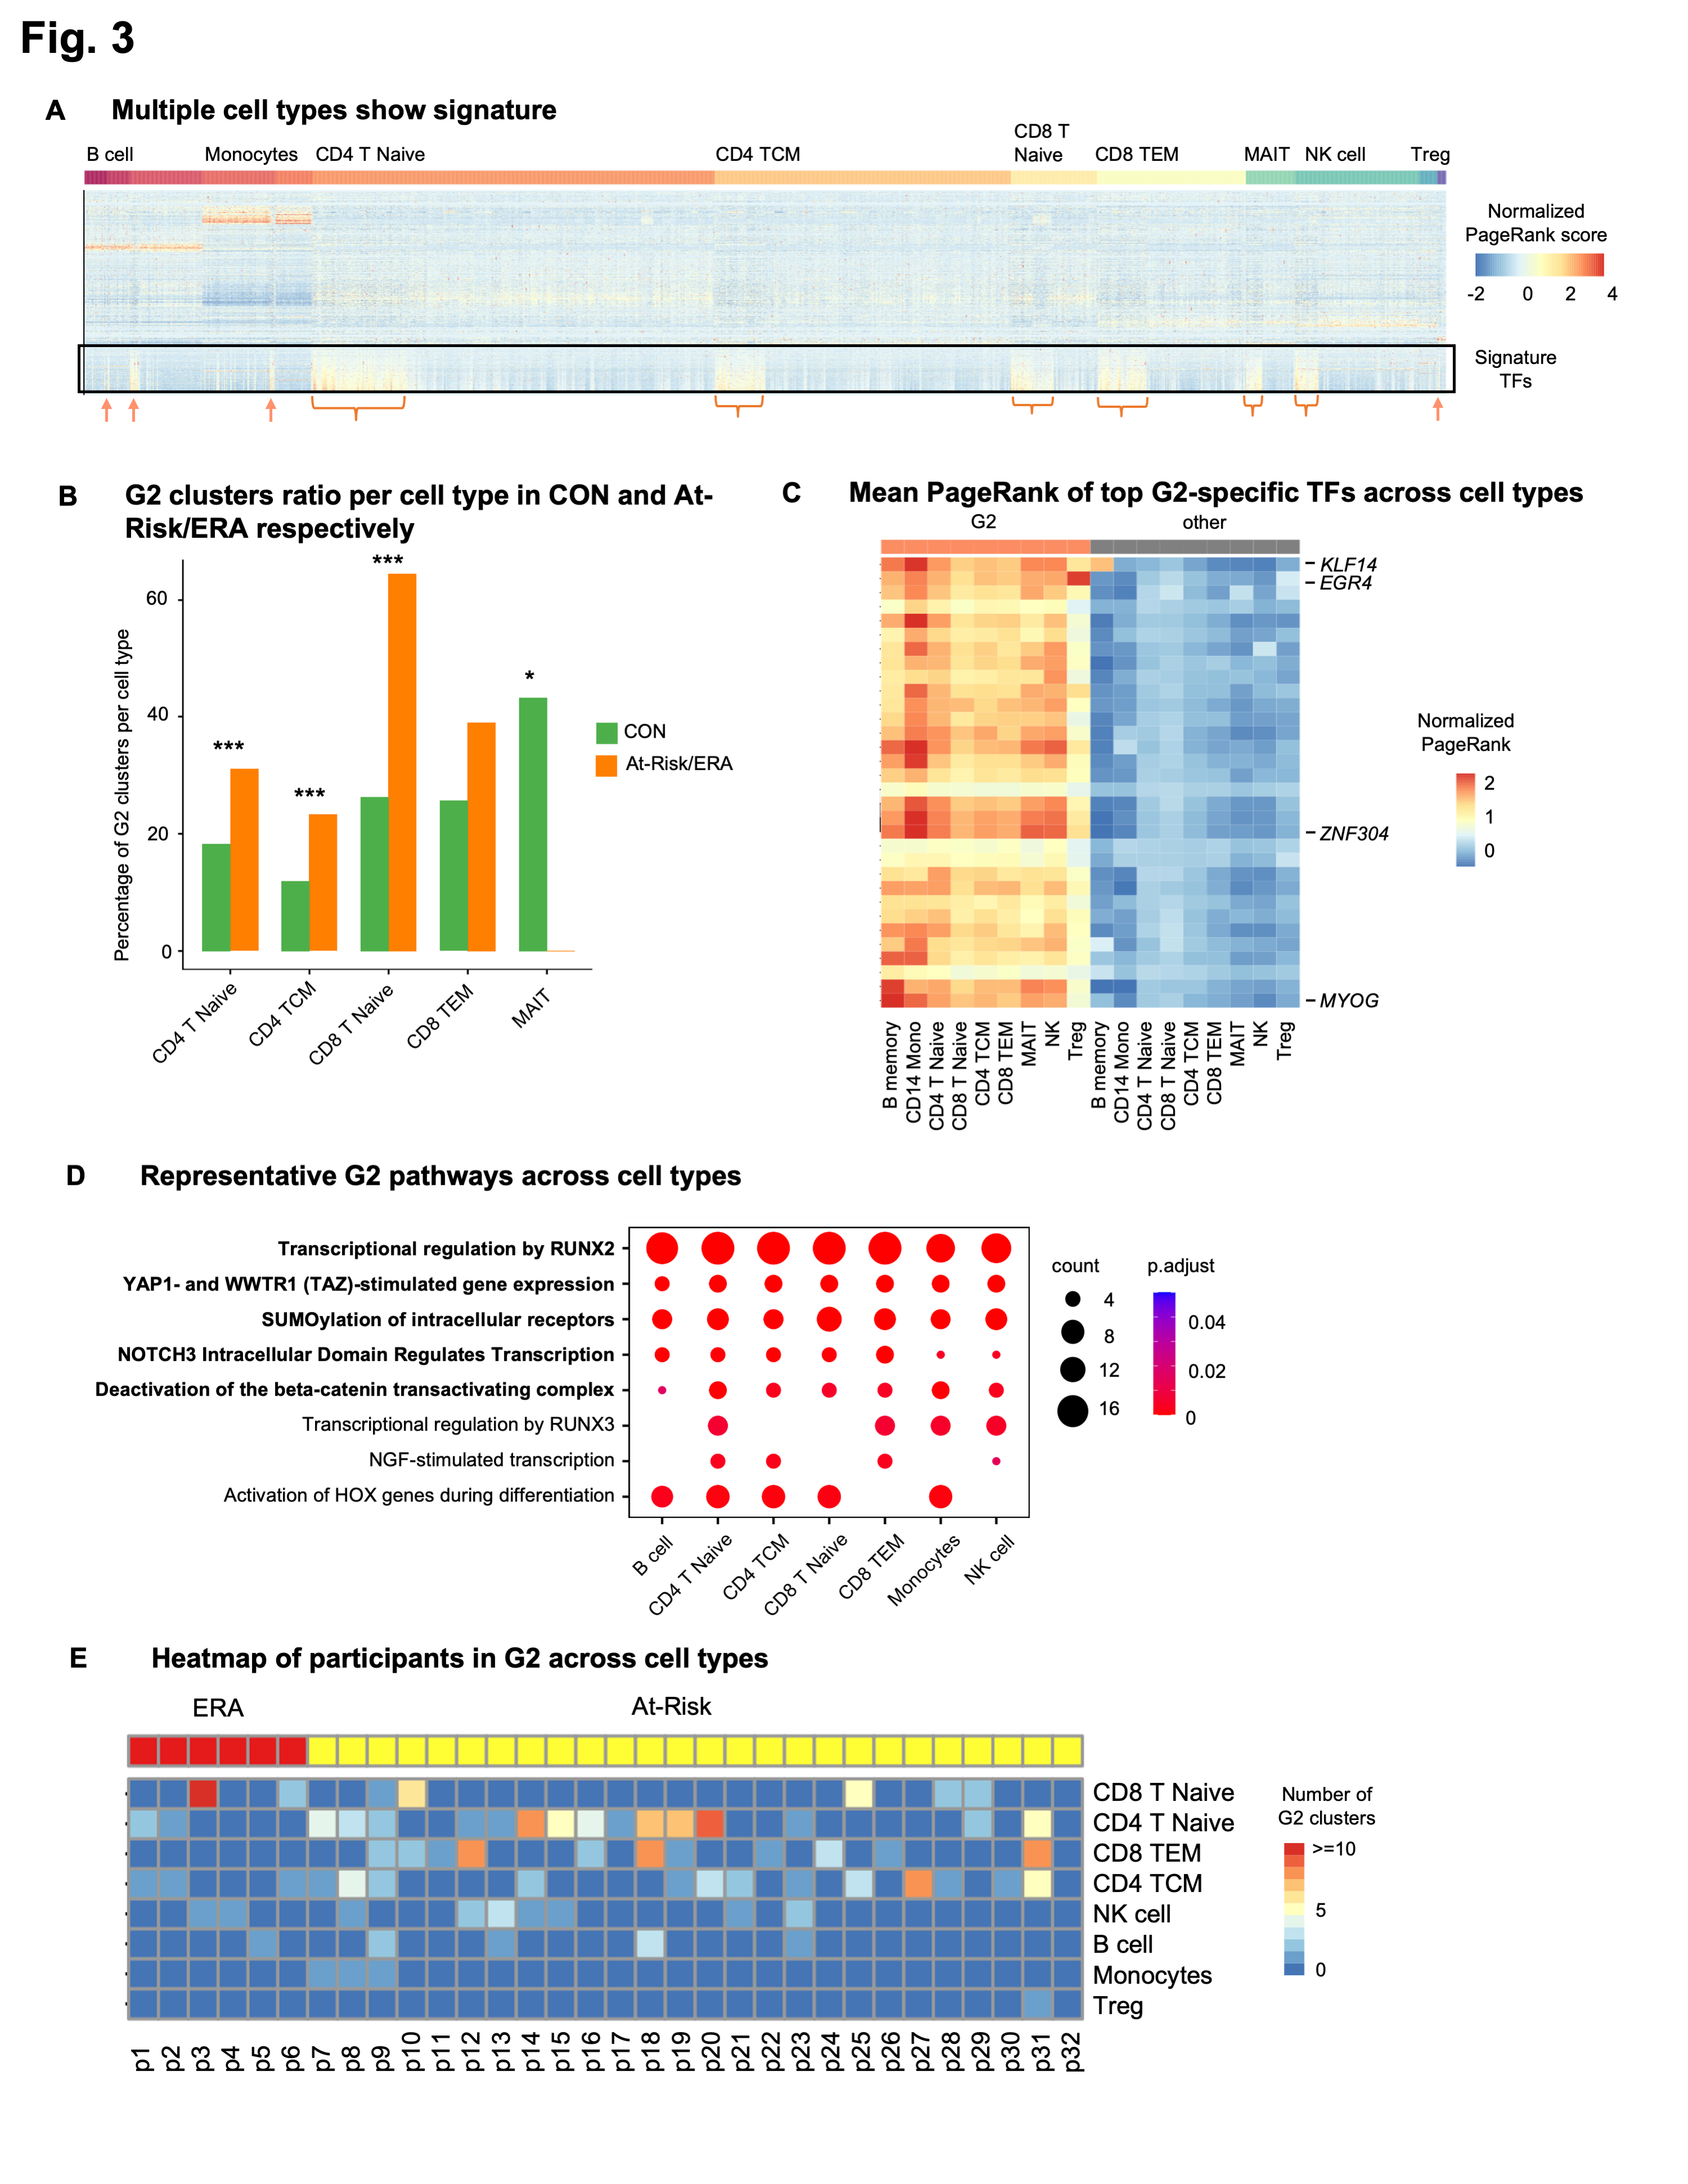 Fig. 3
A Multiple cell types show signature
B cell Monocytes CD4 T Naive CD4 TCM CD8 T Naive CD8 TEM MAIT NK cell Treg
Normalized
PageRank score
-2 0 2 4
Signature
TFs
B G2 clusters ratio per cell type in CON and At-
Risk/ERA respectively
Percentage of G2 clusters per cell type
60
40
20
0
***
***
***
*
CON
At-Risk/ERA
CD4 T Naive
CD4 TCM
CD8 T Naive
CD8 TEM
MAIT
C Mean PageRank of top G2-specific TFs across cell types
G2 other
KLF14
EGR4
ZNF304
MYOG
Normalized
PageRank
2
1
0
B memory
CD14 Mono
CD4 T Naive
CD8 T Naive
CD4 TCM
CD8 TEM
MAIT
NK
Treg
B memory
CD14 Mono
CD4 T Naive
CD8 T Naive
CD4 TCM
CD8 TEM
MAIT
NK
Treg
D Representative G2 pathways across cell types
Transcriptional regulation by RUNX2
YAP1- and WWTR1 (TAZ)-stimulated gene expression
SUMOylation of intracellular receptors
NOTCH3 Intracellular Domain Regulates Transcription
Deactivation of the beta-catenin transactivating complex
Transcriptional regulation by RUNX3
NGF-stimulated transcription
Activation of HOX genes during differentiation
B cell
CD4 T Naive
CD4 TCM
CD8 T Naive
CD8 TEM
Monocytes
NK cell
count
4
8
12
16
p.adjust
0.04
0.02
0
E Heatmap of participants in G2 across cell types
ERA At-Risk
CD8 T Naive
CD4 T Naive
CD8 TEM
CD4 TCM
NK cell
B cell
Monocytes
Treg
Number of
G2 clusters
>=10
5
0
p1 p2 p3 p4 p5 p6 p7 p8 p9 p10 p11 p12 p13 p14 p15 p16 p17 p18 p19 p20 p21 p22 p23 p24 p25 p26 p27 p28 p29 p30 p31 p32